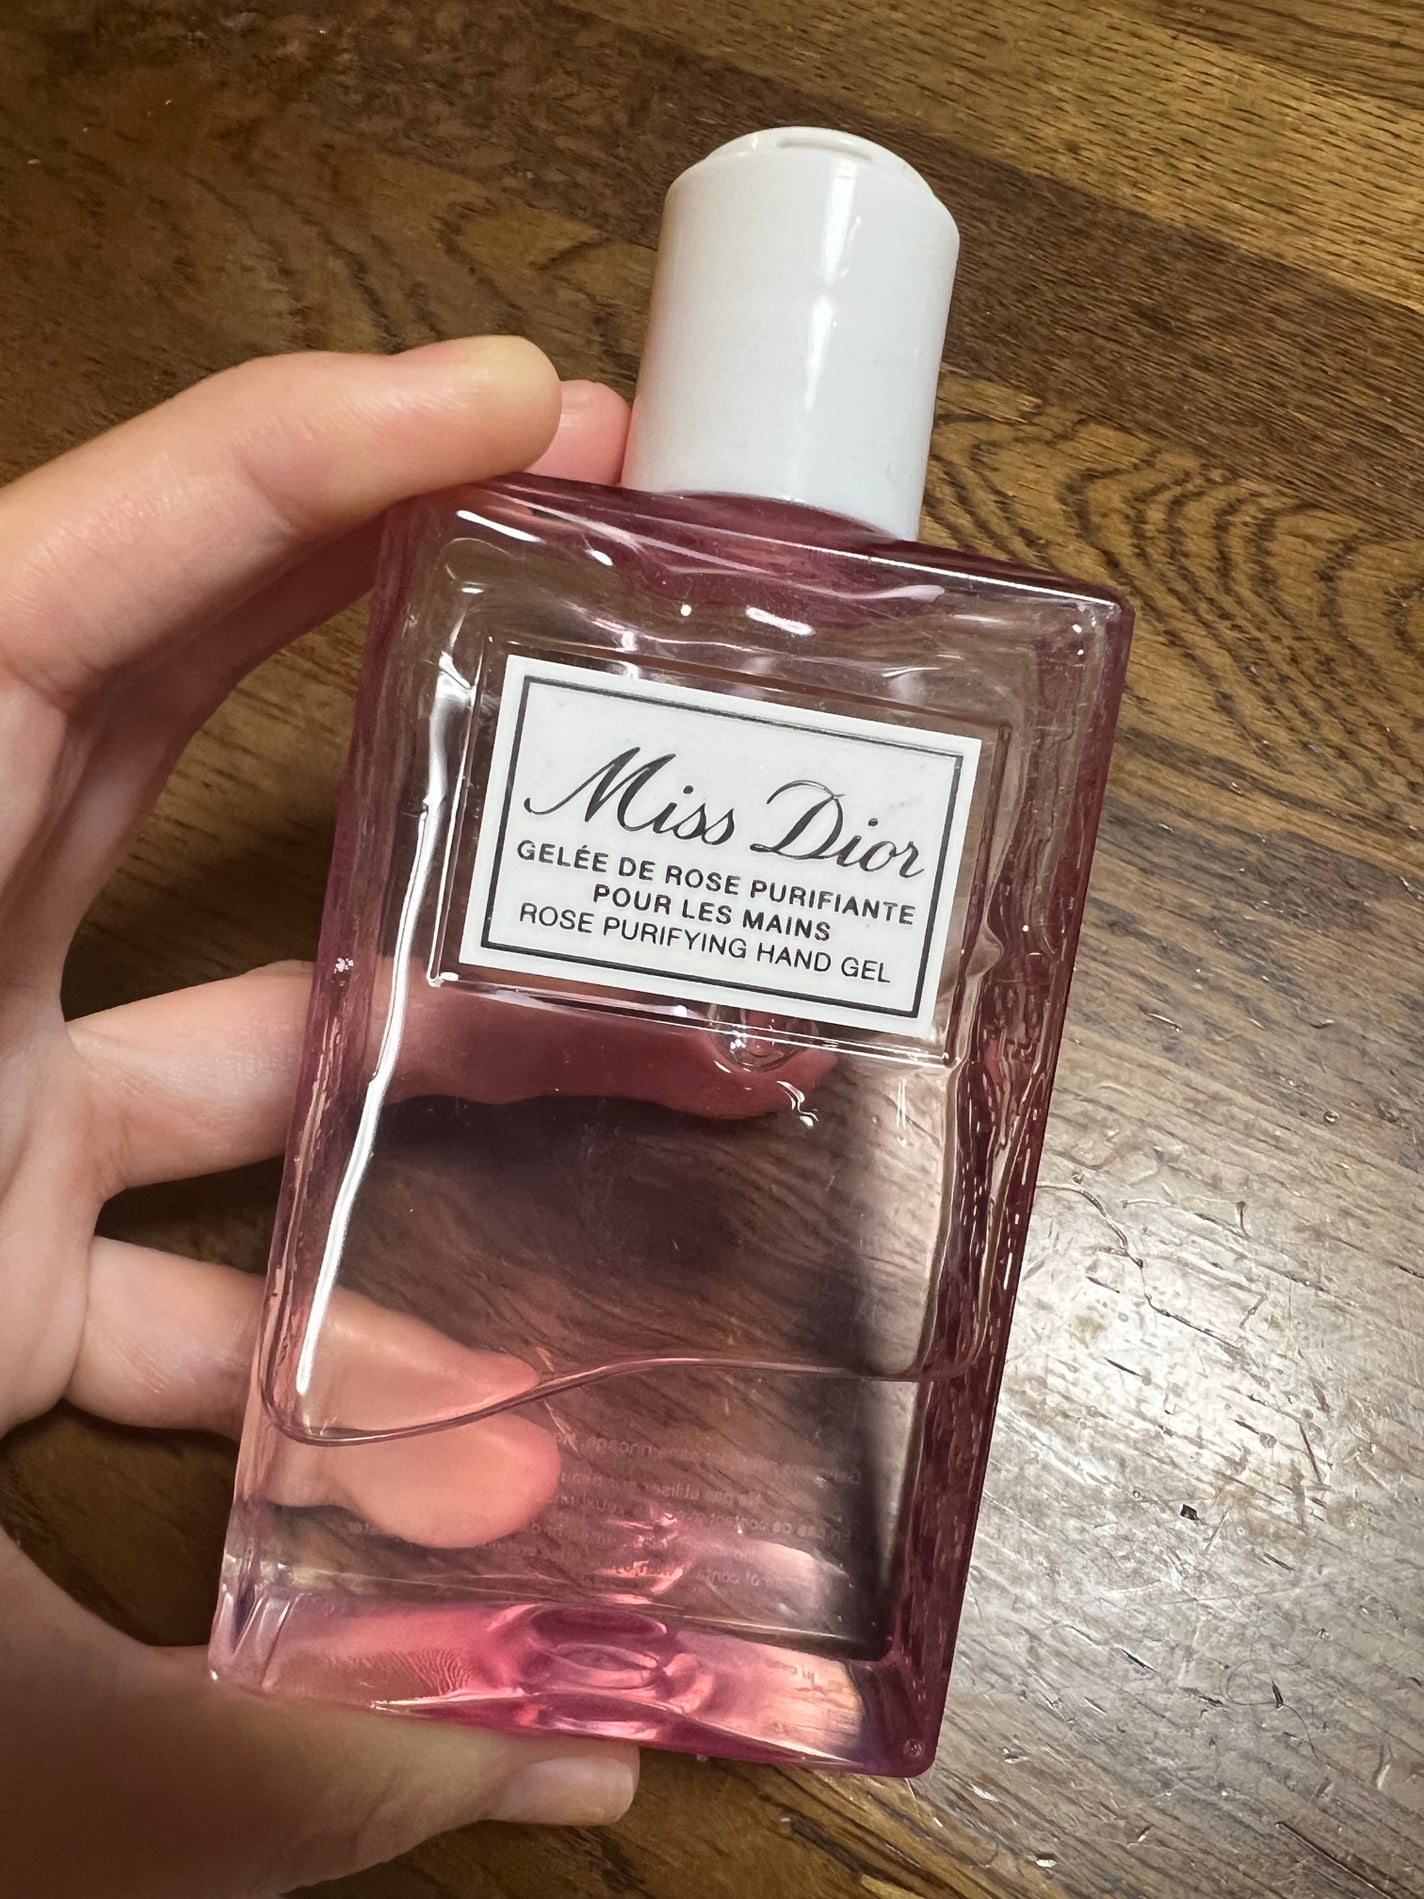 Miss Dior
GELÉE DE ROSE PURIFIANTE
POUR LES MAINS
ROSE PURIFYING HAND GEL